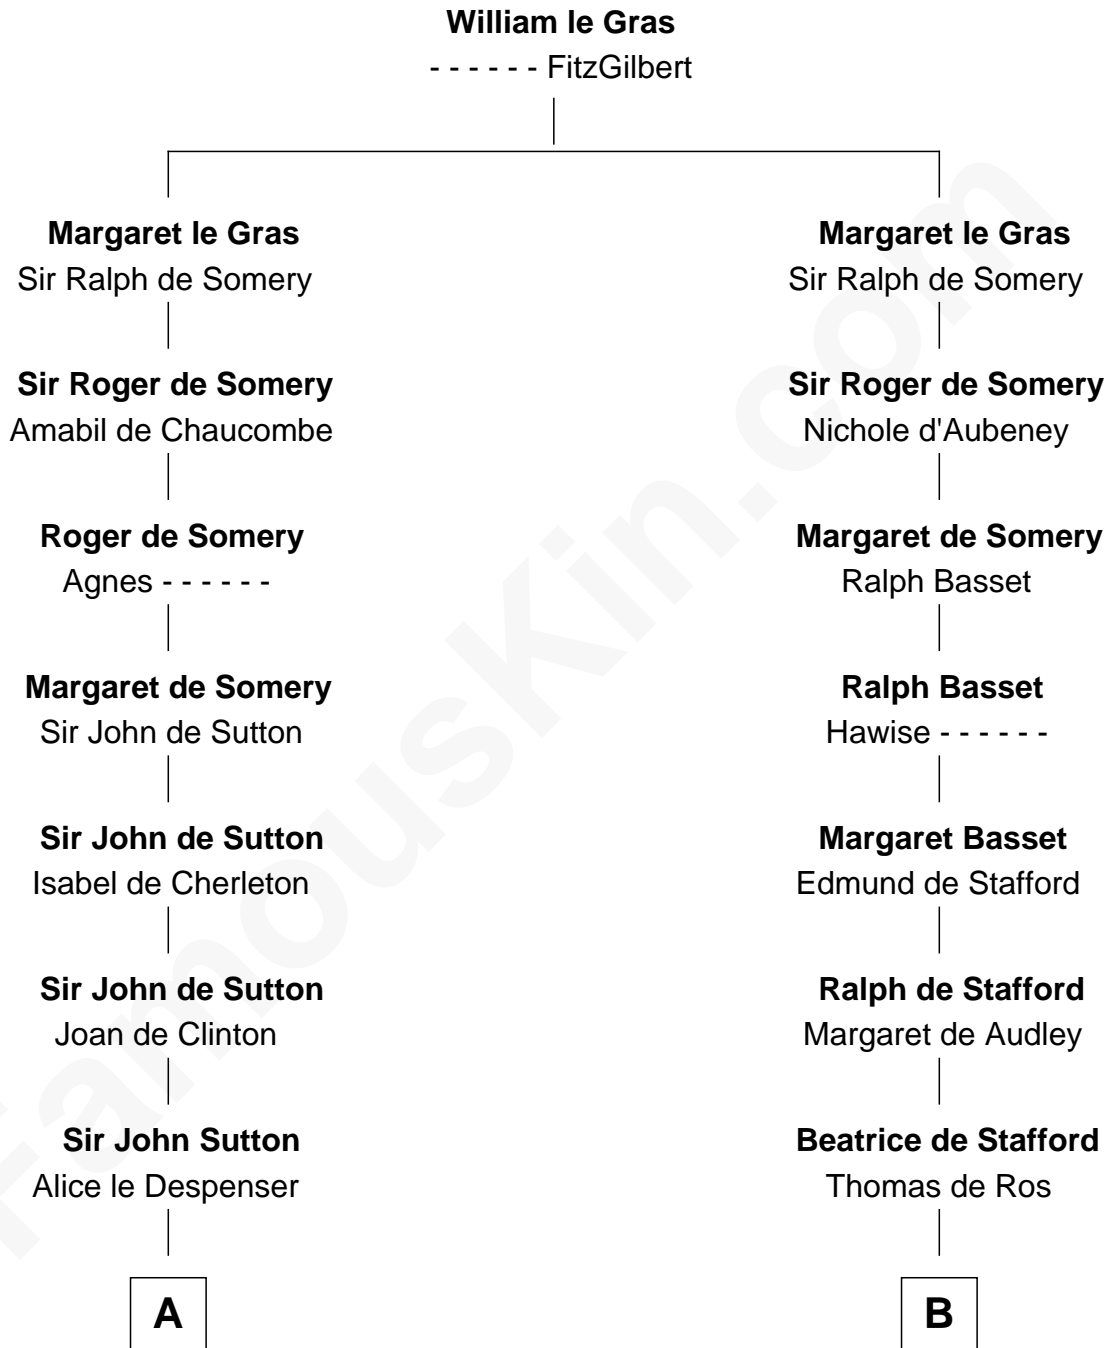 William le Gras
- - - - - - FitzGilbert
Margaret le Gras
Sir Ralph de Somery
Margaret le Gras
Sir Ralph de Somery
Sir Roger de Somery
Amabil de Chaucombe
Sir Roger de Somery
Nichole d'Aubeney
Roger de Somery
Agnes - - - - - -
Margaret de Somery
Ralph Basset
Margaret de Somery
Sir John de Sutton
Ralph Basset
Hawise - - - - - -
Sir John de Sutton
Isabel de Cherleton
Margaret Basset
Edmund de Stafford
Sir John de Sutton
Joan de Clinton
Ralph de Stafford
Margaret de Audley
Sir John Sutton
Alice le Despenser
Beatrice de Stafford
Thomas de Ros
A
B
FamousKin.com